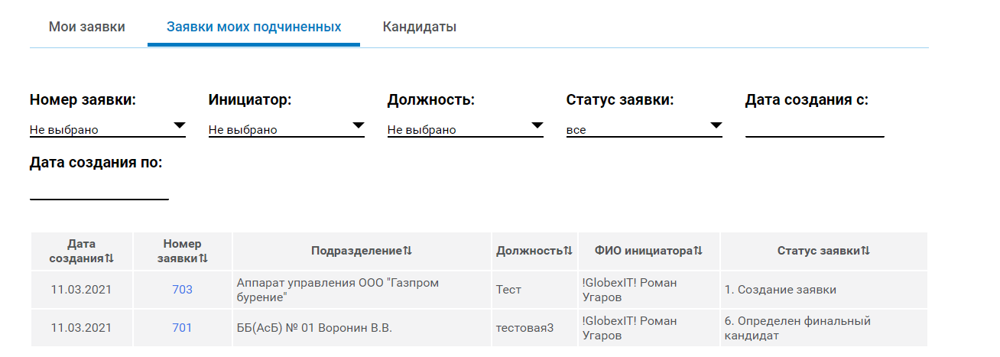 Мои заявки Заявки моих подчиненных Кандидаты
Номер заявки: Инициатор: Должность: Статус заявки: Дата создания с:
Не выбрано Не выбрано Не выбрано все
Дата создания по:
Дата создания⇅ Номер заявки⇅ Подразделение⇅ Должность⇅ ФИО инициатора⇅ Статус заявки⇅
11.03.2021 703 Аппарат управления ООО "Газпром бурение" Тест !GlobexIT! Роман Угаров 1. Создание заявки
11.03.2021 701 ББ(АсБ) № 01 Воронин В.В. тестовая3 !GlobexIT! Роман Угаров 6. Определен финальный кандидат